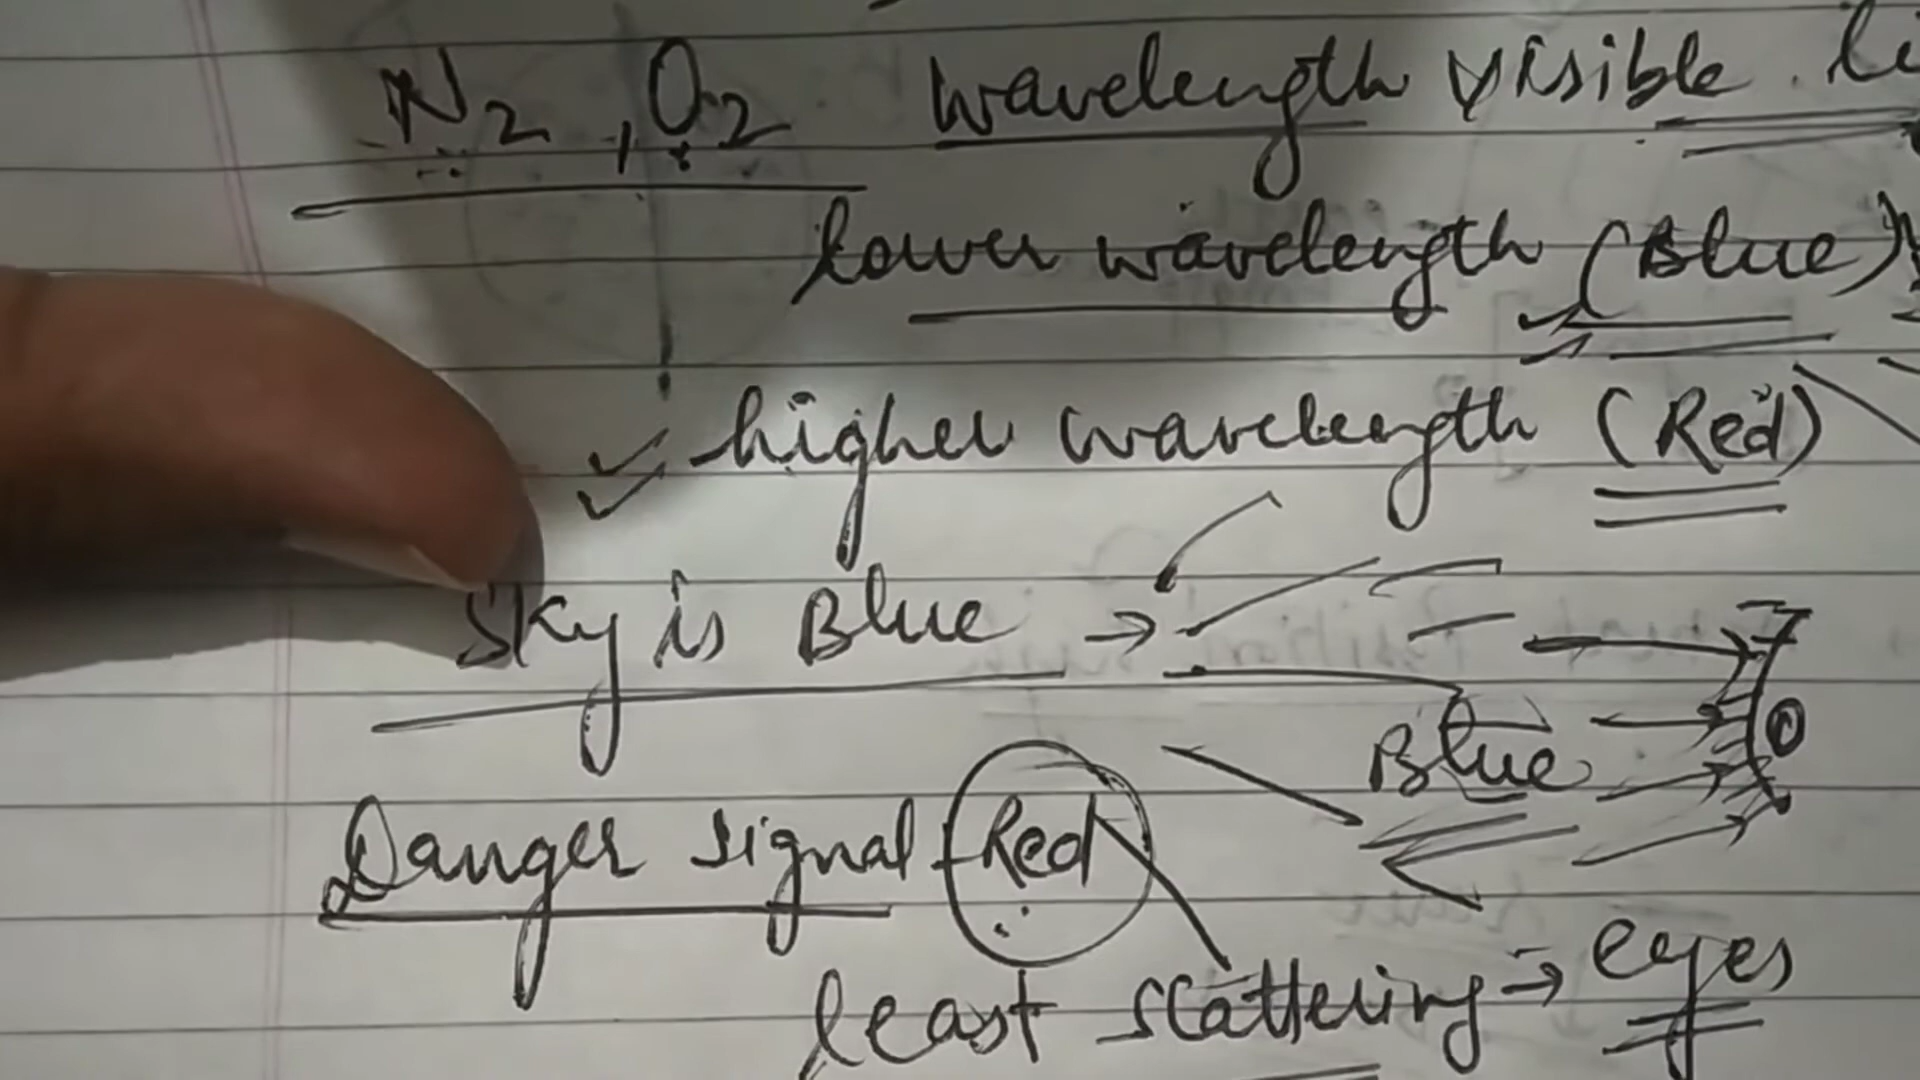 N2, O2 wavelength visible
lower wavelength (Blue)
higher wavelength (Red)
Sky is Blue →
Blue
Danger signal - Red
least scattering → eyes